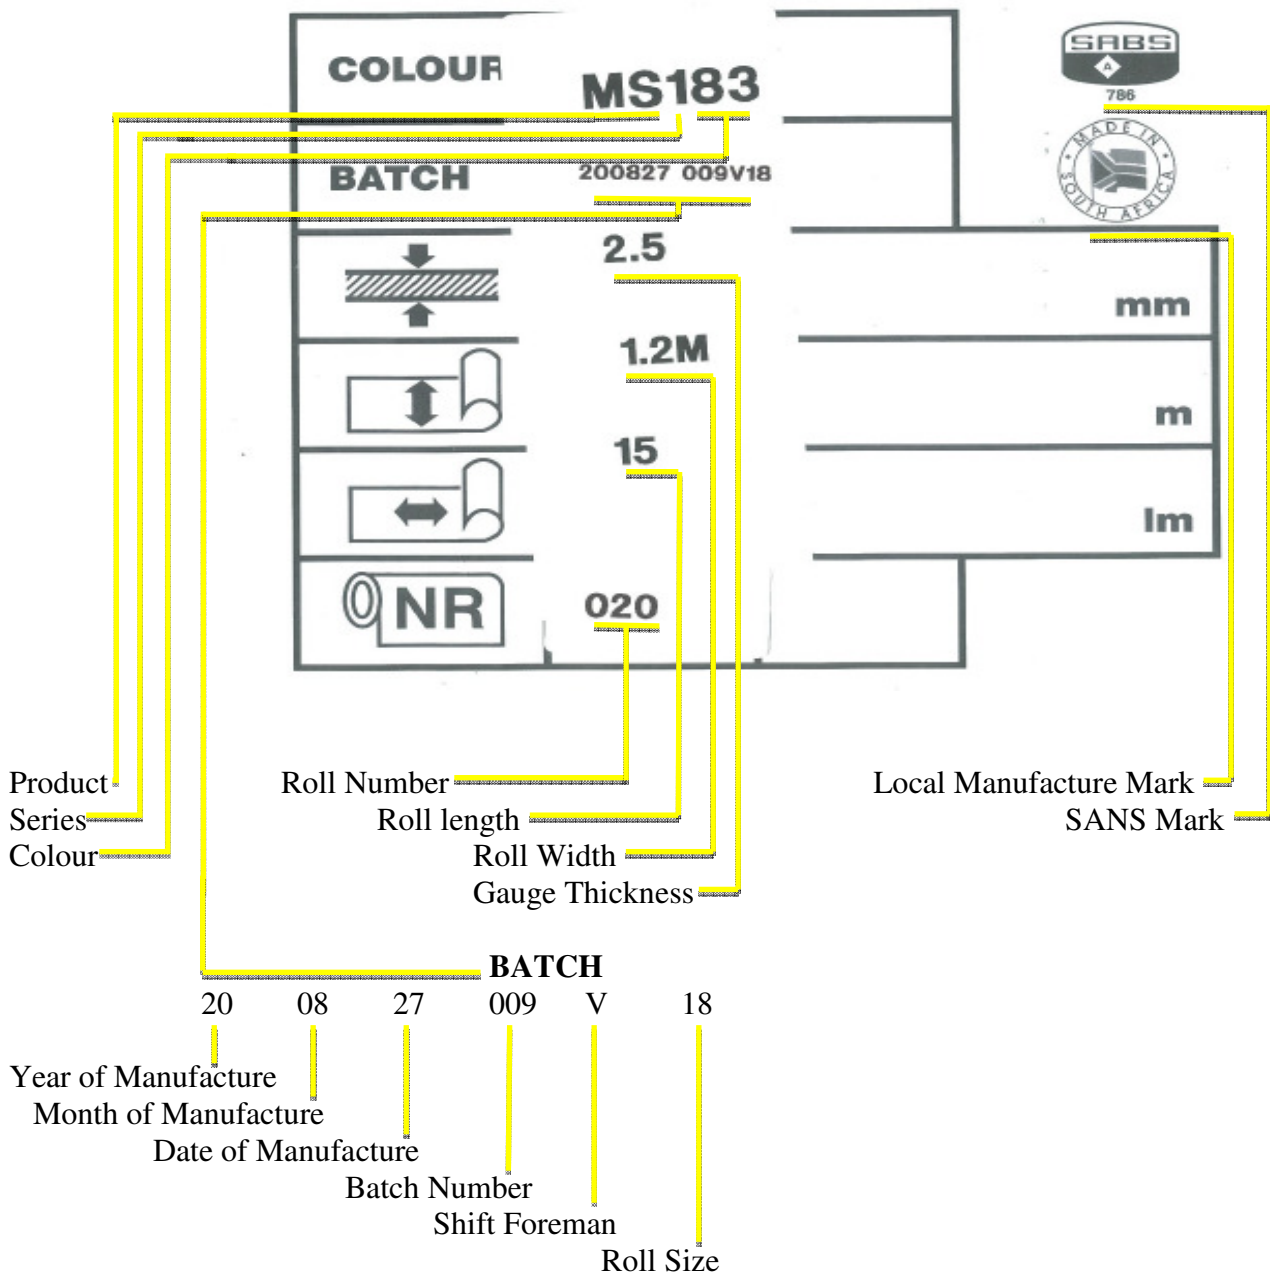 COLOUR
MS183
SABS
A
786
MADE IN
SOUTH AFRICA
BATCH
200827 009V18
2.5
mm
1.2M
m
15
lm
NR
020
Product
Roll Number
Local Manufacture Mark
Series
Roll length
SANS Mark
Colour
Roll Width
Gauge Thickness
BATCH
20 08 27 009 V 18
Year of Manufacture
Month of Manufacture
Date of Manufacture
Batch Number
Shift Foreman
Roll Size